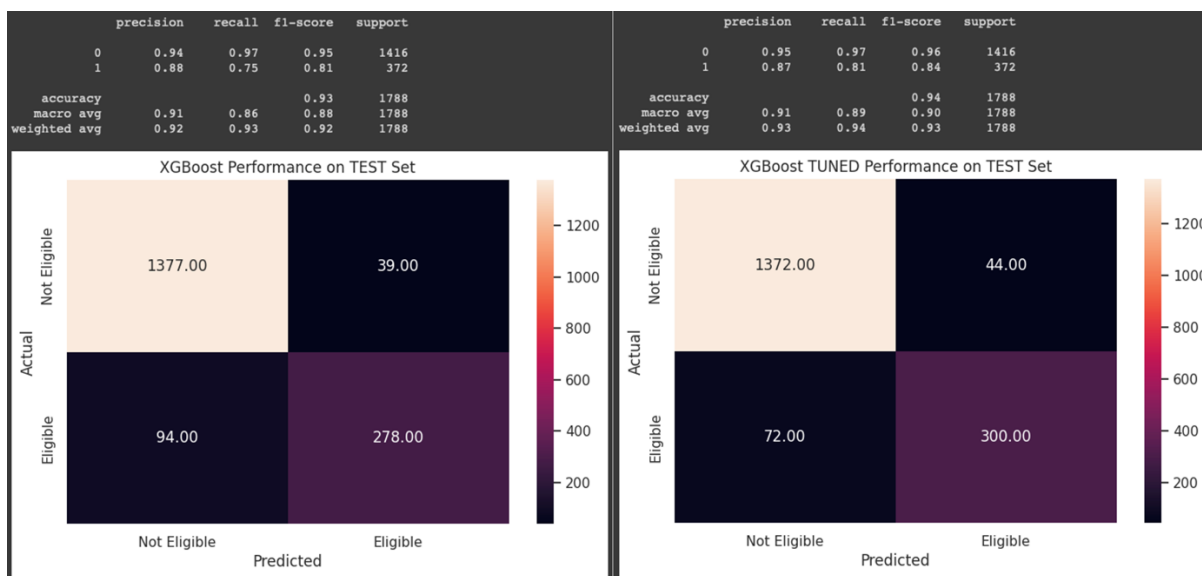 precision recall f1-score support
0 0.94 0.97 0.95 1416
1 0.88 0.75 0.81 372
accuracy 0.93 1788
macro avg 0.91 0.86 0.88 1788
weighted avg 0.92 0.93 0.92 1788
XGBoost Performance on TEST Set
Actual
Not Eligible
1377.00 39.00
Eligible
94.00 278.00
1200
1000
800
600
400
200
Not Eligible Eligible
Predicted
precision recall f1-score support
0 0.95 0.97 0.96 1416
1 0.87 0.81 0.84 372
accuracy 0.94 1788
macro avg 0.91 0.89 0.90 1788
weighted avg 0.93 0.94 0.93 1788
XGBoost TUNED Performance on TEST Set
Actual
Not Eligible
1372.00 44.00
Eligible
72.00 300.00
1200
1000
800
600
400
200
Not Eligible Eligible
Predicted